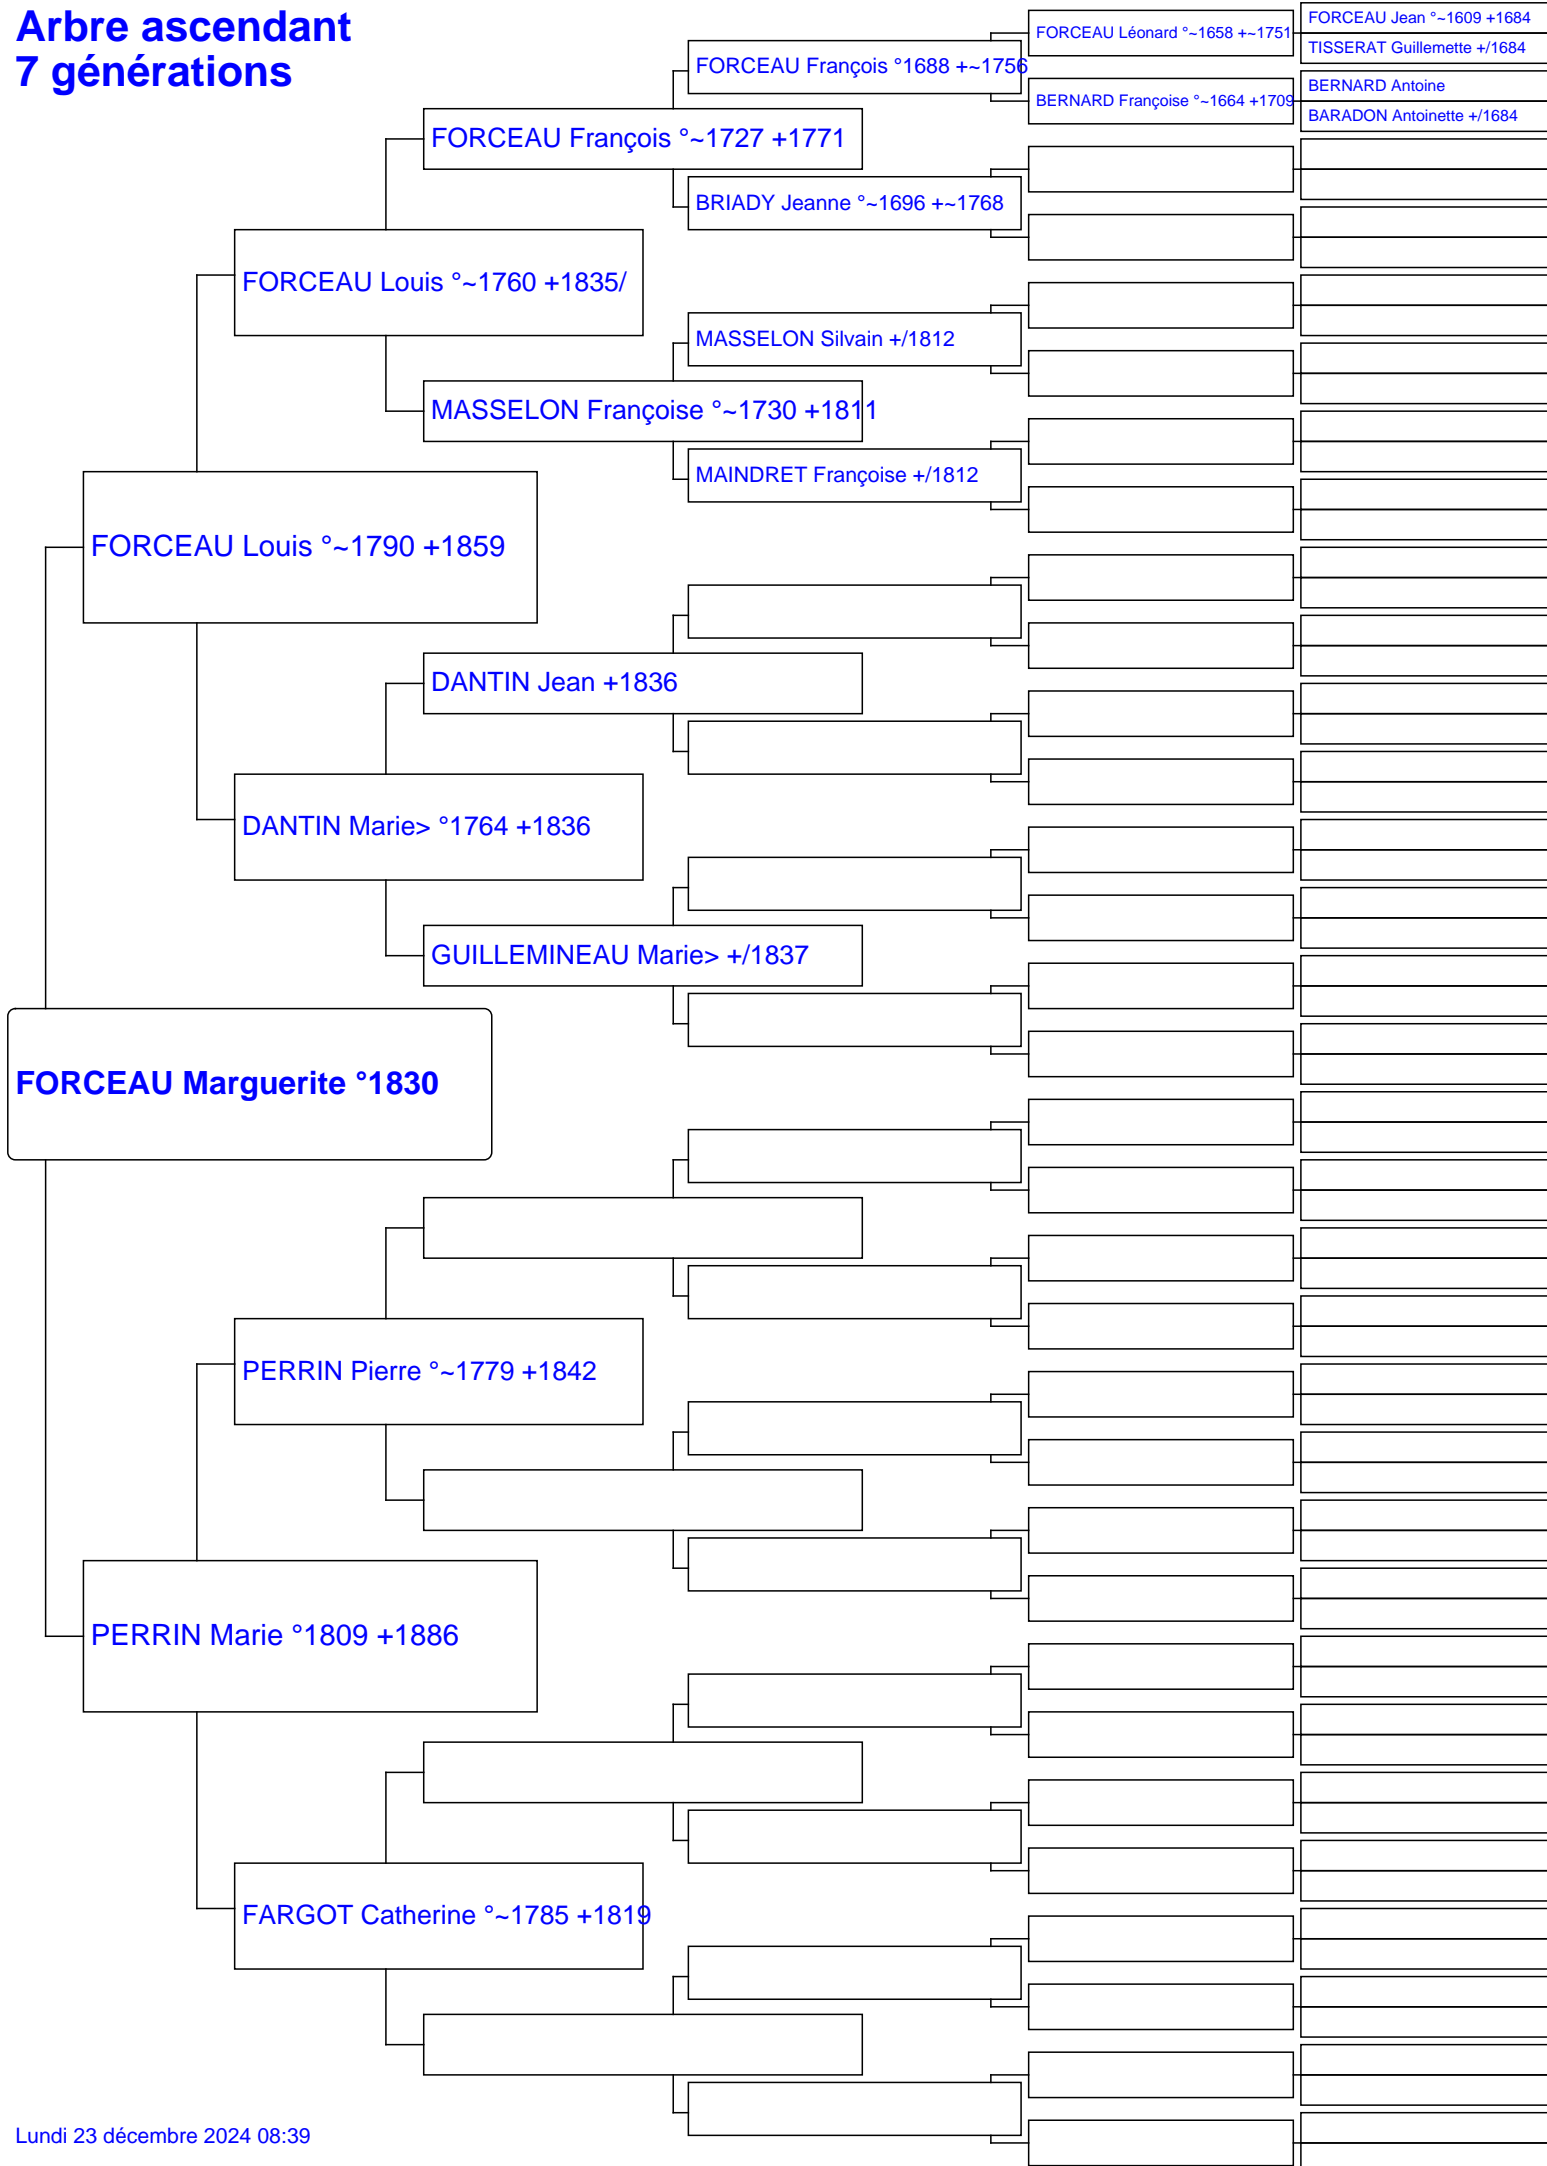 Arbre ascendant
7 générations
FORCEAU Jean °~1609 +1684
FORCEAU Léonard °~1658 +~1751
TISSERAT Guillemette +/1684
FORCEAU François °1688 +~1756
BERNARD Antoine
BERNARD Françoise °~1664 +1709
BARADON Antoinette +/1684
FORCEAU François °~1727 +1771
BRIADY Jeanne °~1696 +~1768
FORCEAU Louis °~1760 +1835/
MASSELON Silvain +/1812
MASSELON Françoise °~1730 +1811
MAINDRET Françoise +/1812
FORCEAU Louis °~1790 +1859
DANTIN Jean +1836
DANTIN Marie> °1764 +1836
GUILLEMINEAU Marie> +/1837
FORCEAU Marguerite °1830
PERRIN Pierre °~1779 +1842
PERRIN Marie °1809 +1886
FARGOT Catherine °~1785 +1819
Lundi 23 décembre 2024 08:39